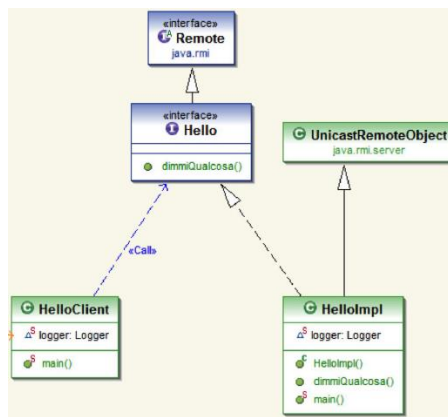 «interface»
Remote
java.rmi
«interface»
Hello
dimmiQualcosa()
UnicastRemoteObject
java.rmi.server
«Call»
HelloClient
logger: Logger
main()
HelloImpl
logger: Logger
HelloImpl()
dimmiQualcosa()
main()